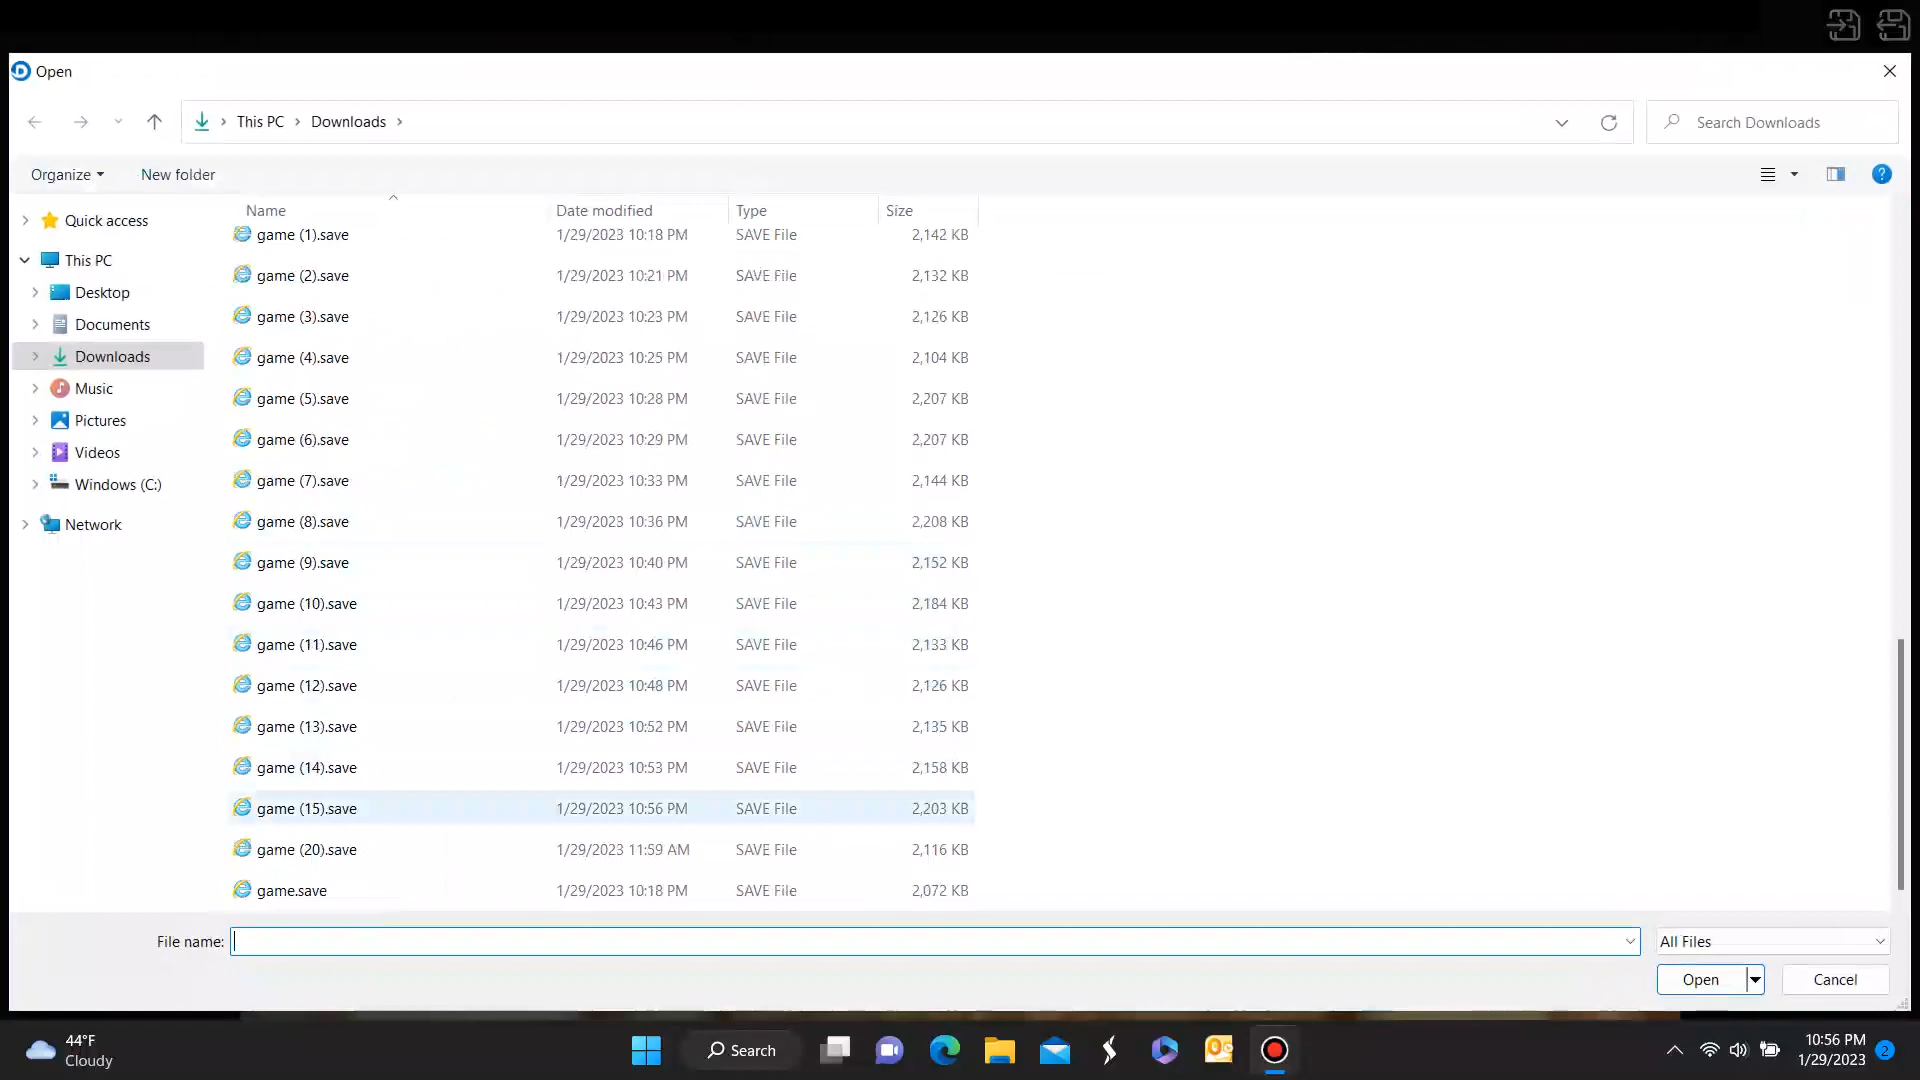 Open
This PC > Downloads >
Search Downloads
Organize New folder
Name Date modified Type Size
Quick access
This PC
Desktop
Documents
Downloads
Music
Pictures
Videos
Windows (C:)
Network
game (1).save 1/29/2023 10:18 PM SAVE File 2,142 KB
game (2).save 1/29/2023 10:21 PM SAVE File 2,132 KB
game (3).save 1/29/2023 10:23 PM SAVE File 2,126 KB
game (4).save 1/29/2023 10:25 PM SAVE File 2,104 KB
game (5).save 1/29/2023 10:28 PM SAVE File 2,207 KB
game (6).save 1/29/2023 10:29 PM SAVE File 2,207 KB
game (7).save 1/29/2023 10:33 PM SAVE File 2,144 KB
game (8).save 1/29/2023 10:36 PM SAVE File 2,208 KB
game (9).save 1/29/2023 10:40 PM SAVE File 2,152 KB
game (10).save 1/29/2023 10:43 PM SAVE File 2,184 KB
game (11).save 1/29/2023 10:46 PM SAVE File 2,133 KB
game (12).save 1/29/2023 10:48 PM SAVE File 2,126 KB
game (13).save 1/29/2023 10:52 PM SAVE File 2,135 KB
game (14).save 1/29/2023 10:53 PM SAVE File 2,158 KB
game (15).save 1/29/2023 10:56 PM SAVE File 2,203 KB
game (20).save 1/29/2023 11:59 AM SAVE File 2,116 KB
game.save 1/29/2023 10:18 PM SAVE File 2,072 KB
File name: All Files
Open Cancel
44°F
Cloudy
Search
10:56 PM
1/29/2023
2